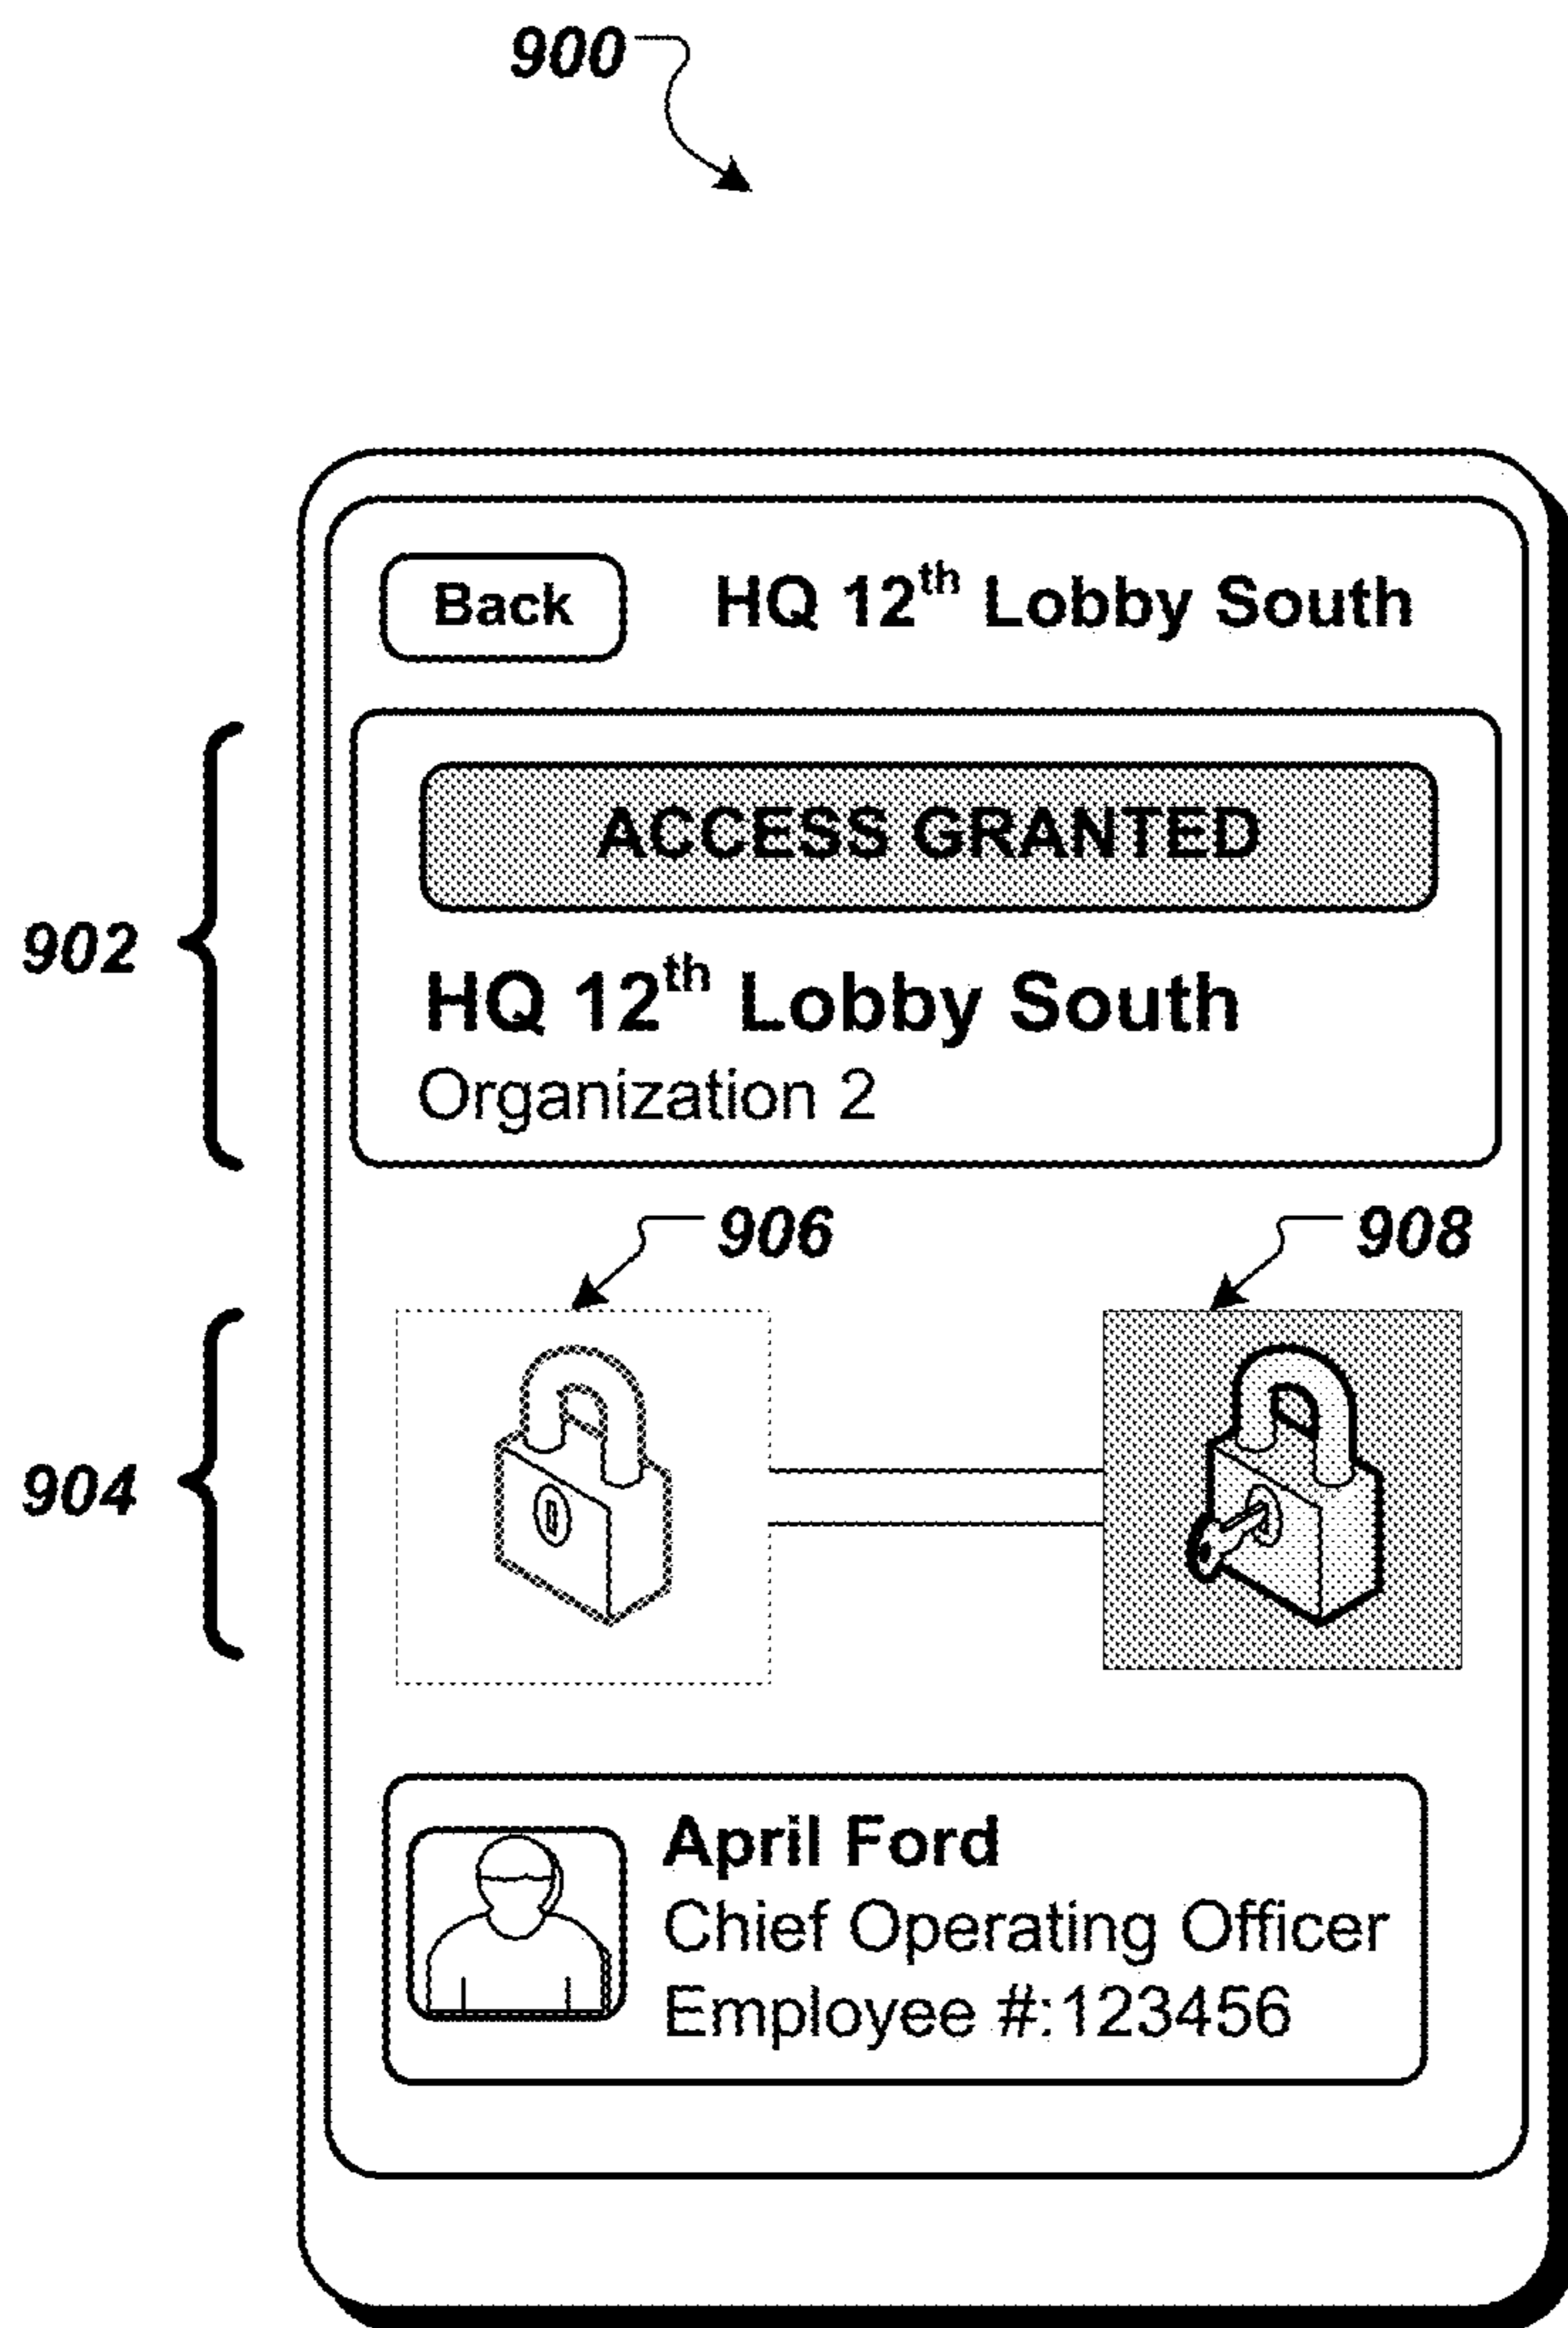 900
Back
HQ 12th Lobby South
902
ACCESS GRANTED
HQ 12th Lobby South
Organization 2
906
908
904
April Ford
Chief Operating Officer
Employee #:123456